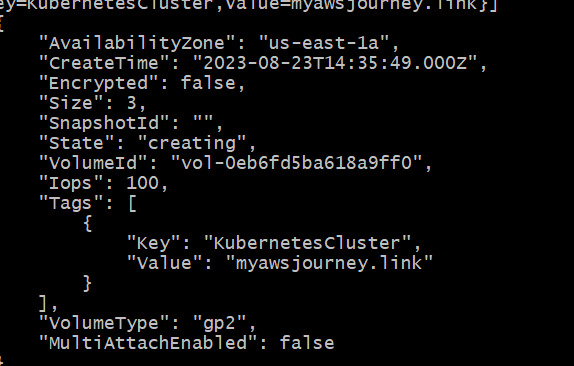 ey=KubernetesCluster,Value=myawsjourney.link}]
{
"AvailabilityZone": "us-east-1a",
"CreateTime": "2023-08-23T14:35:49.000Z",
"Encrypted": false,
"Size": 3,
"SnapshotId": "",
"State": "creating",
"VolumeId": "vol-0eb6fd5ba618a9ff0",
"Iops": 100,
"Tags": [
{
"Key": "KubernetesCluster",
"Value": "myawsjourney.link"
}
],
"VolumeType": "gp2",
"MultiAttachEnabled": false
}